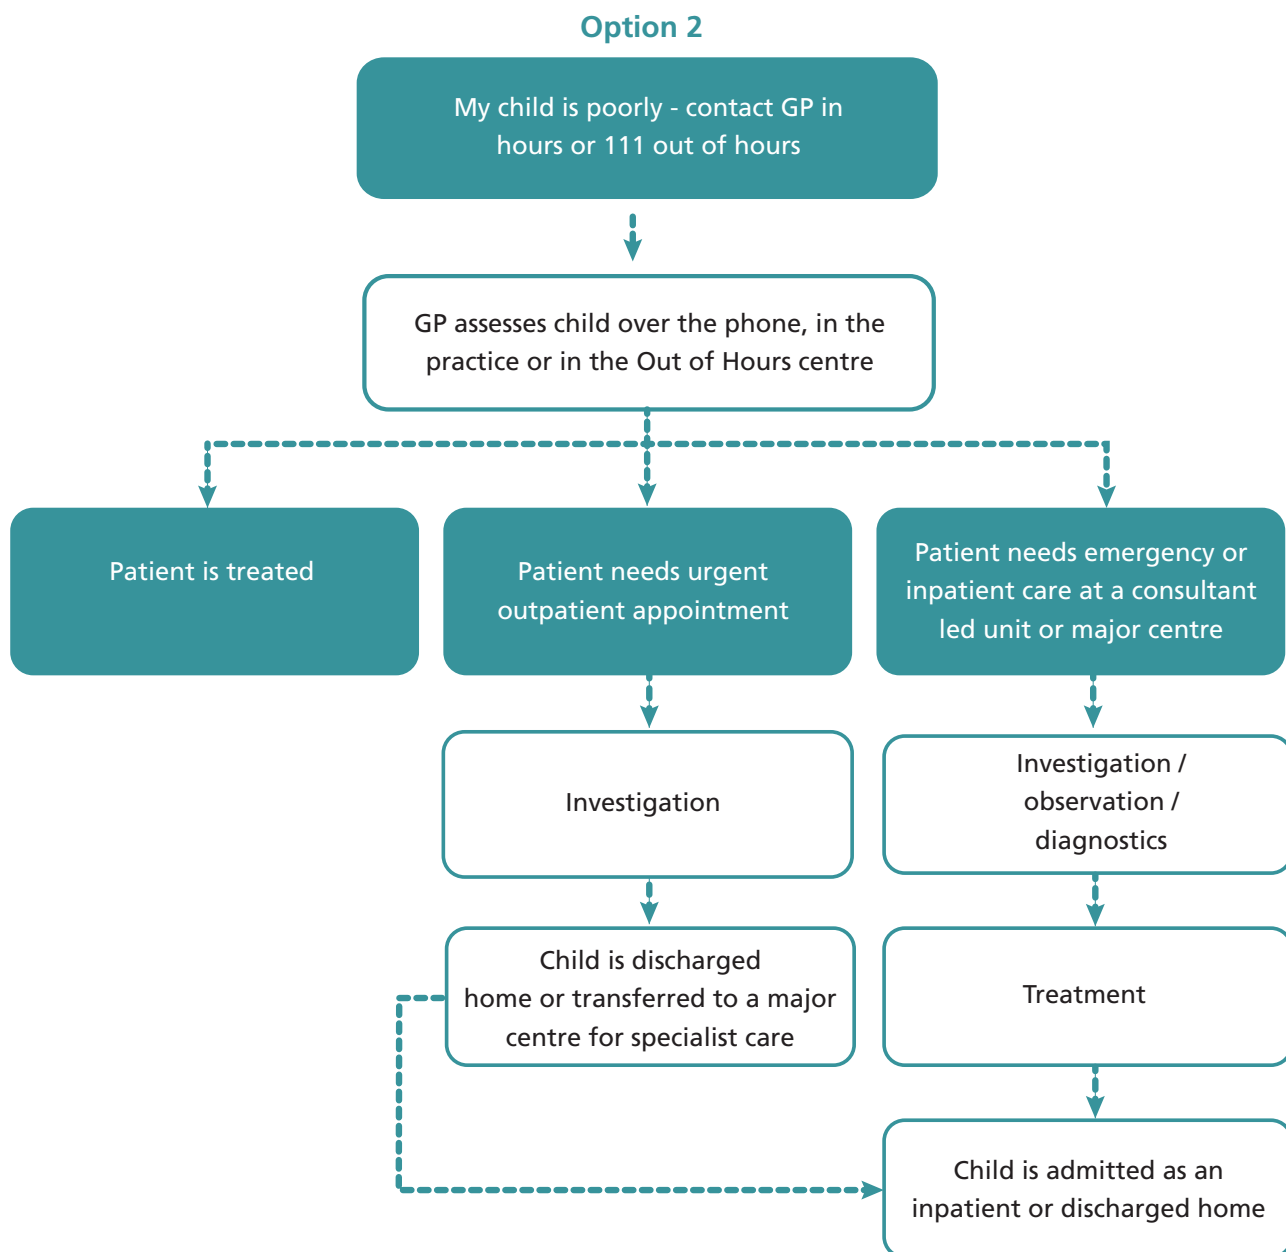 Option 2
My child is poorly - contact GP in
hours or 111 out of hours
GP assesses child over the phone, in the
practice or in the Out of Hours centre
Patient is treated
Patient needs urgent
outpatient appointment
Patient needs emergency or
inpatient care at a consultant
led unit or major centre
Investigation
Investigation /
observation /
diagnostics
Child is discharged
home or transferred to a major
centre for specialist care
Treatment
Child is admitted as an
inpatient or discharged home